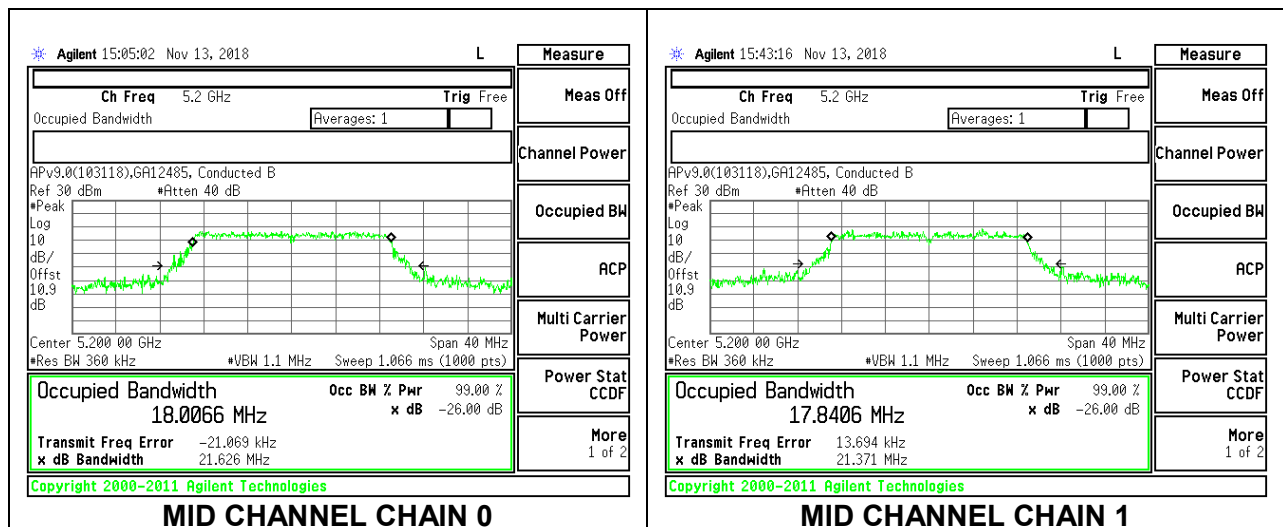 Agilent 15:05:02 Nov 13, 2018 L
Measure
Ch Freq 5.2 GHz Trig Free
Occupied Bandwidth Averages: 1
APv9.0(103118),GA12485, Conducted B
Ref 30 dBm #Atten 40 dB
#Peak
Log
10
dB/
Offst
10.9
dB
Center 5.200 00 GHz Span 40 MHz
#Res BW 360 kHz #VBW 1.1 MHz Sweep 1.066 ms (1000 pts)
Occupied Bandwidth Occ BW % Pwr 99.00 %
18.0066 MHz x dB -26.00 dB
Transmit Freq Error -21.069 kHz
x dB Bandwidth 21.626 MHz
Copyright 2000-2011 Agilent Technologies
Meas Off
Channel Power
Occupied BW
ACP
Multi Carrier
Power
Power Stat
CCDF
More
1 of 2
MID CHANNEL CHAIN 0
Agilent 15:43:16 Nov 13, 2018 L
Measure
Ch Freq 5.2 GHz Trig Free
Occupied Bandwidth Averages: 1
APv9.0(103118),GA12485, Conducted B
Ref 30 dBm #Atten 40 dB
#Peak
Log
10
dB/
Offst
10.9
dB
Center 5.200 00 GHz Span 40 MHz
#Res BW 360 kHz #VBW 1.1 MHz Sweep 1.066 ms (1000 pts)
Occupied Bandwidth Occ BW % Pwr 99.00 %
17.8406 MHz x dB -26.00 dB
Transmit Freq Error 13.694 kHz
x dB Bandwidth 21.371 MHz
Copyright 2000-2011 Agilent Technologies
Meas Off
Channel Power
Occupied BW
ACP
Multi Carrier
Power
Power Stat
CCDF
More
1 of 2
MID CHANNEL CHAIN 1